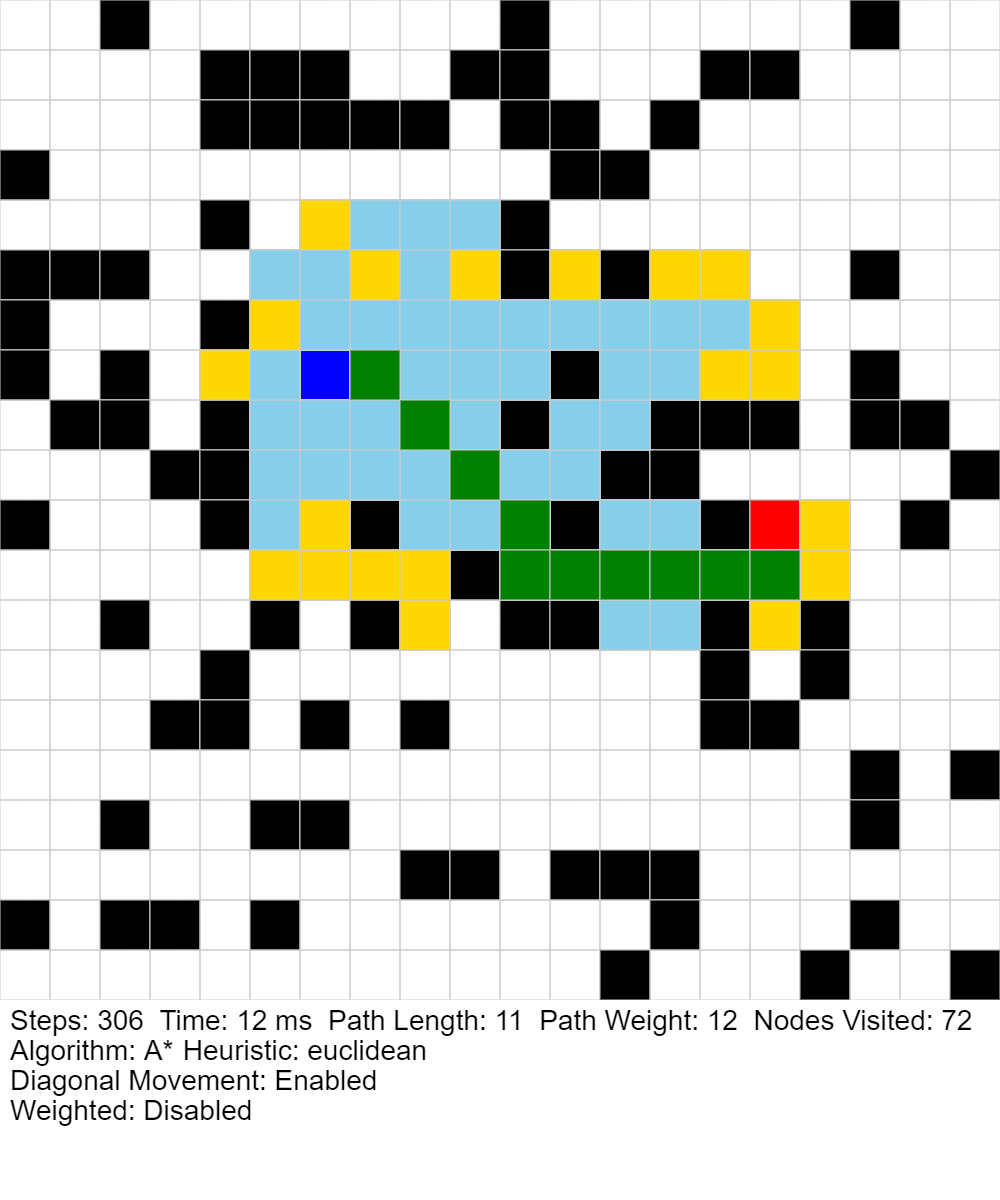 Steps: 306  Time: 12 ms  Path Length: 11  Path Weight: 12  Nodes Visited: 72
Algorithm: A* Heuristic: euclidean
Diagonal Movement: Enabled
Weighted: Disabled